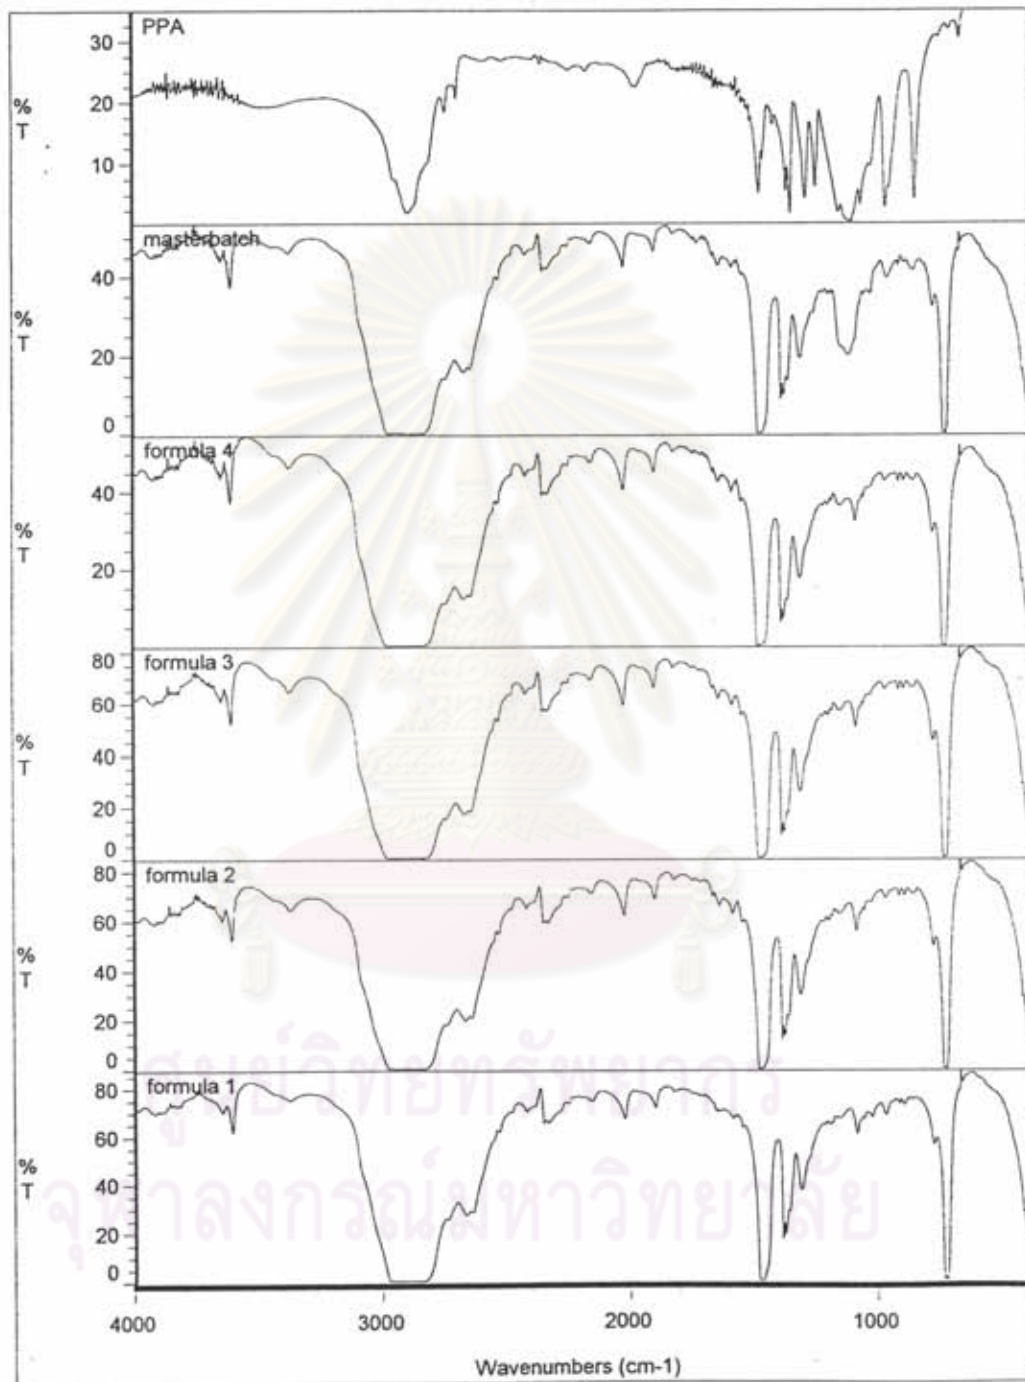 PPA
30
20
10
%
T
masterbatch
40
20
0
%
T
formula 4
40
20
%
T
formula 3
80
60
40
20
0
%
T
formula 2
80
60
40
20
0
%
T
formula 1
80
60
40
20
0
%
T
ศูนย์วิทยทรัพยากร
จุฬาลงกรณ์มหาวิทยาลัย
4000
3000
2000
1000
Wavenumbers (cm-1)